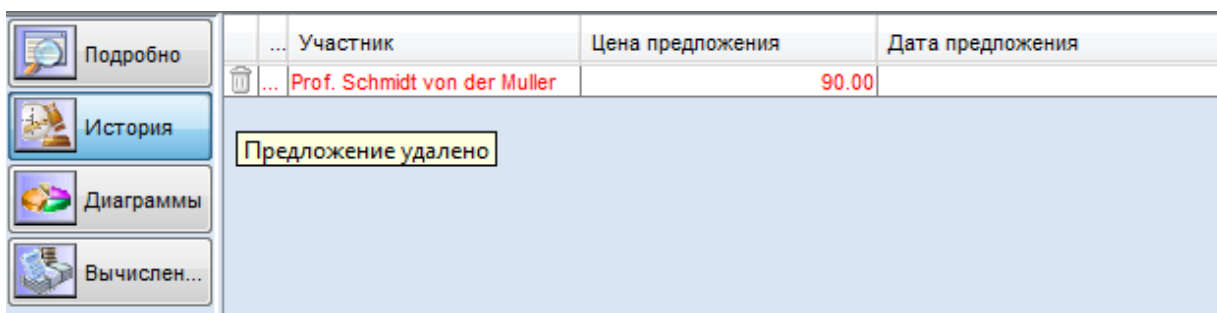 Подробно
История
Диаграммы
Вычислен...
... Участник Цена предложения Дата предложения
... Prof. Schmidt von der Muller 90.00
Предложение удалено